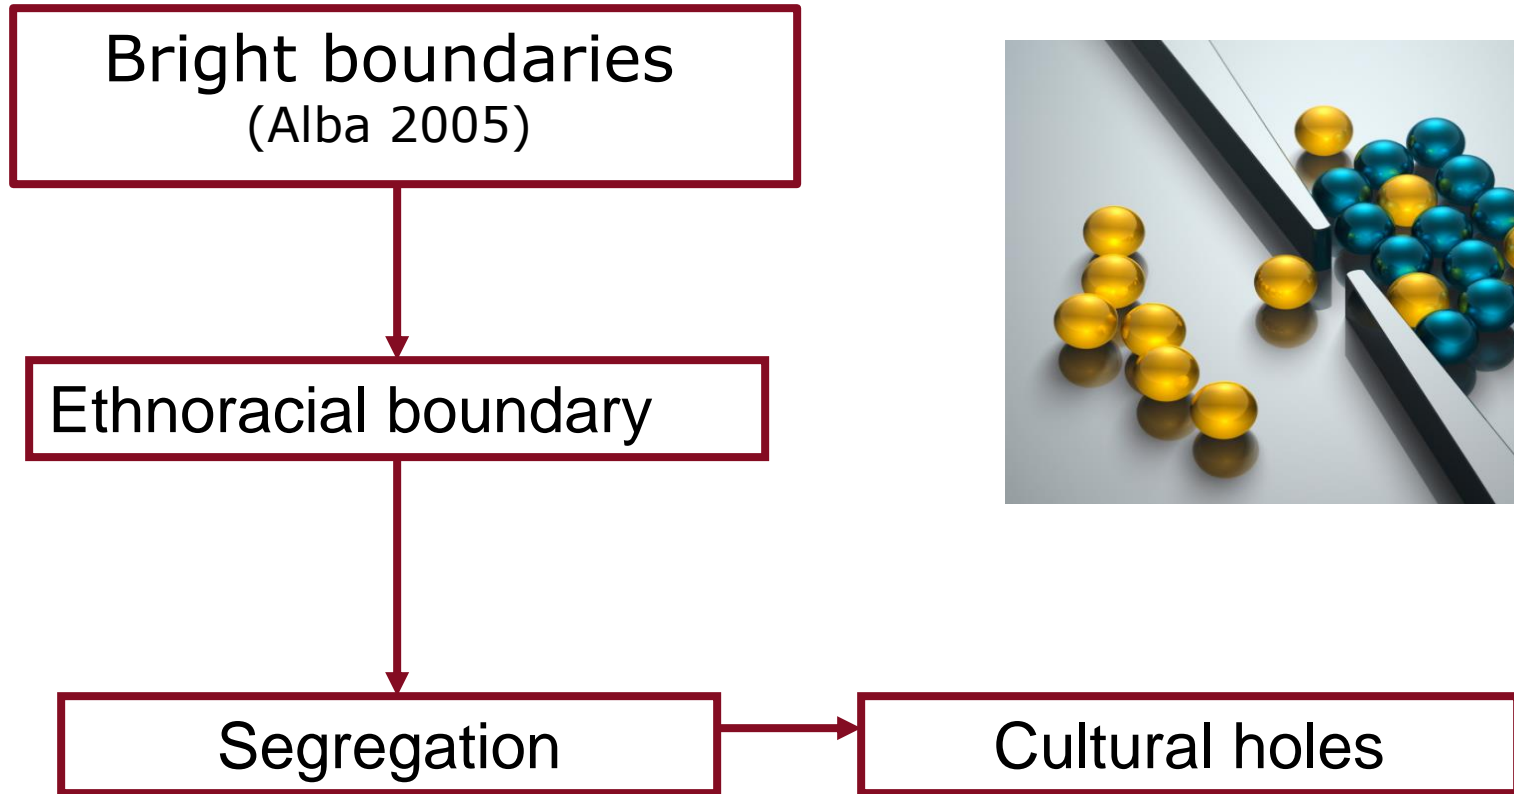 Bright boundaries
(Alba 2005)
Ethnoracial boundary
Segregation
Cultural holes